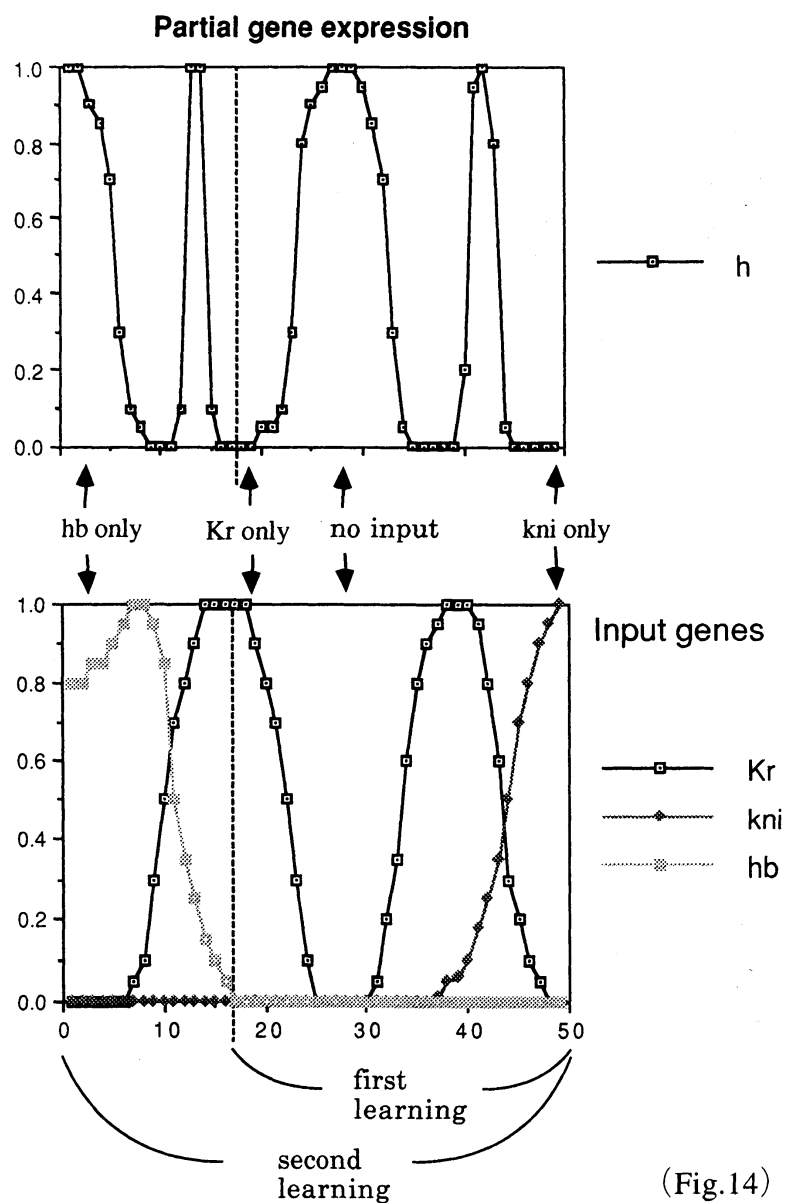 Partial gene expression
1.0
0.8
0.6
0.4
0.2
0.0
h
hb only
Kr only
no input
kni only
1.0
0.8
0.6
0.4
0.2
0.0
0
10
20
30
40
50
Input genes
Kr
kni
hb
first
learning
second
learning
(Fig.14)